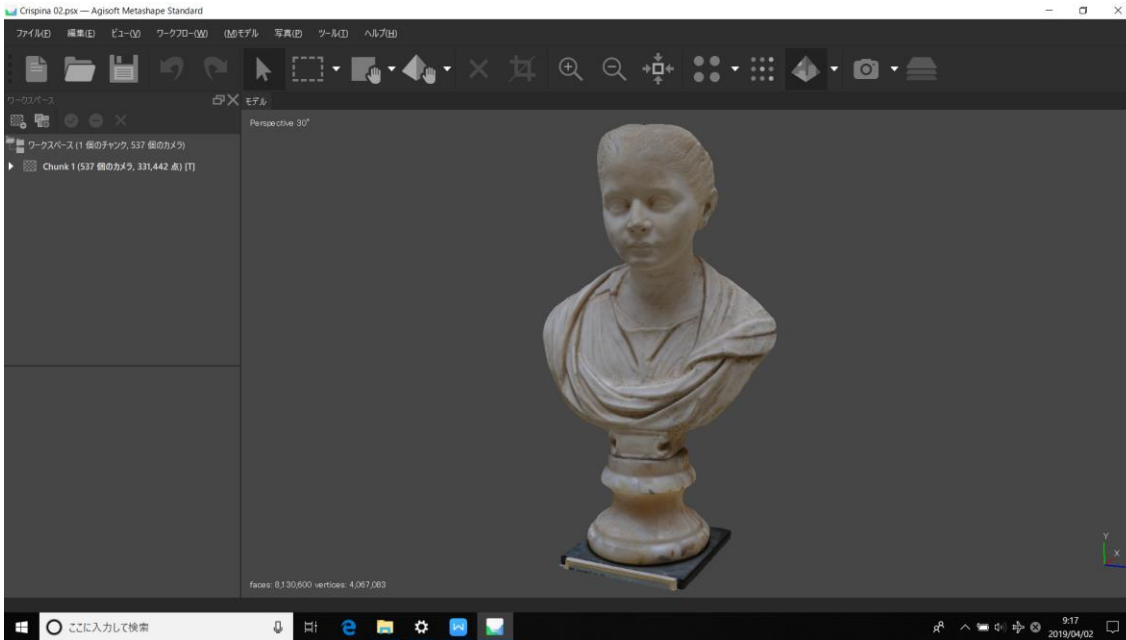 Crispina 02.psx — Agisoft Metashape Standard
ファイル(F) 編集(E) ビュー(V) ワークフロー(W) (M)モデル 写真(P) ツール(T) ヘルプ(H)
ワークスペース
モデル
Perspective 30°
ワークスペース (1 個のチャンク, 537 個のカメラ)
Chunk 1 (537 個のカメラ, 331,442 点) [T]
faces: 8,130,600 vertices: 4,067,083
Y
X
ここに入力して検索
9:17
2019/04/02